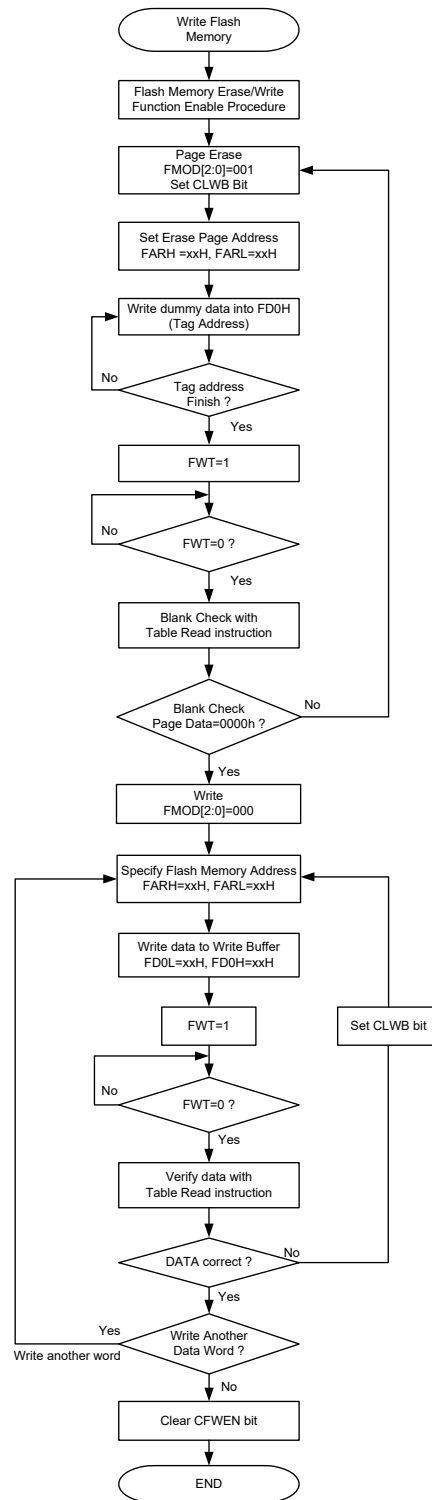 Write Flash
Memory
Flash Memory Erase/Write
Function Enable Procedure
Page Erase
FMOD[2:0]=001
Set CLWB Bit
Set Erase Page Address
FARH =xxH, FARL=xxH
Write dummy data into FD0H
(Tag Address)
No
Tag address
Finish ?
Yes
FWT=1
No
FWT=0 ?
Yes
Blank Check with
Table Read instruction
No
Blank Check
Page Data=0000h ?
Yes
Write
FMOD[2:0]=000
Specify Flash Memory Address
FARH=xxH, FARL=xxH
Write data to Write Buffer
FD0L=xxH, FD0H=xxH
FWT=1
Set CLWB bit
No
FWT=0 ?
Yes
Verify data with
Table Read instruction
DATA correct ?
No
Yes
Yes
Write Another
Data Word ?
Write another word
No
Clear CFWEN bit
END